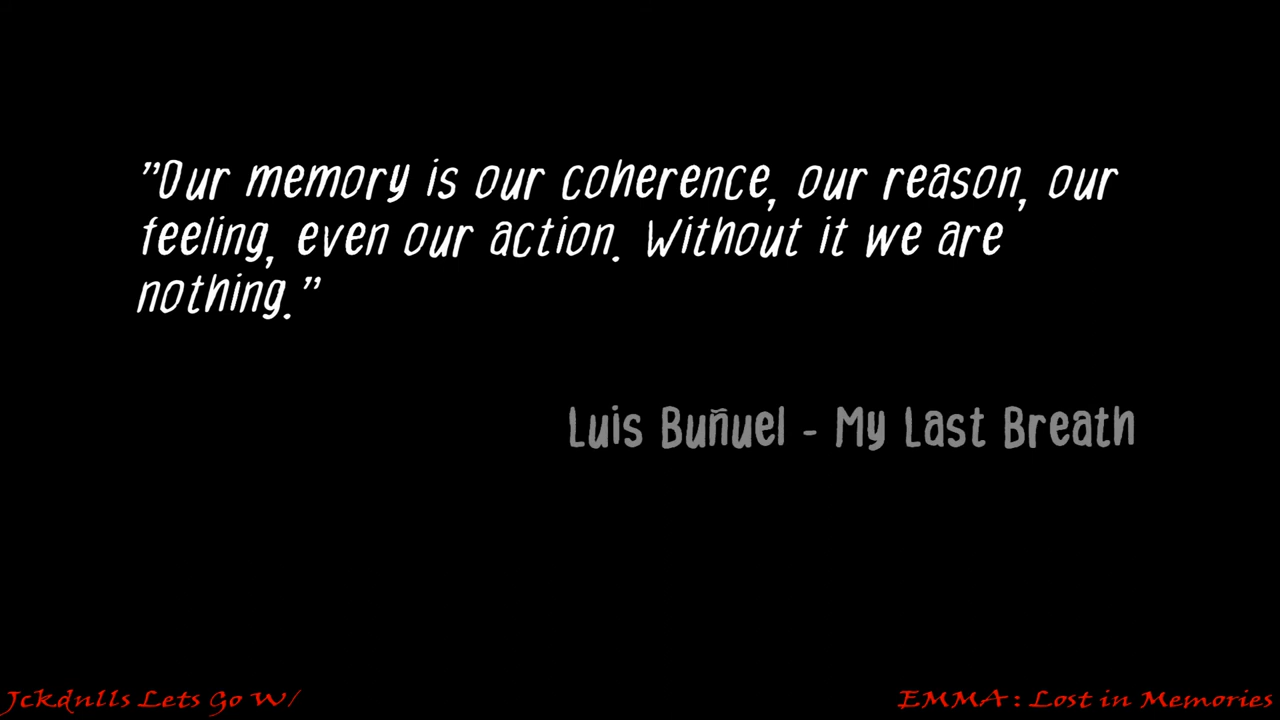 "Our memory is our coherence, our reason, our
feeling, even our action. Without it we are
nothing."
Luis Buñuel - My Last Breath
Jckdnlls Lets Go W/
EMMA : Lost in Memories